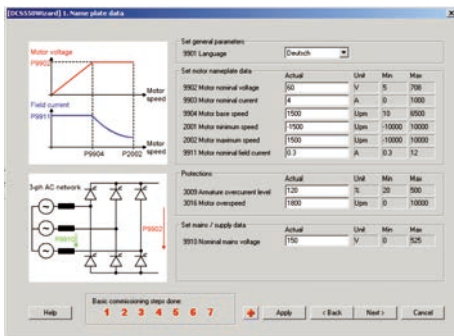 [DCS550Wizard] 1. Name plate data
Motor voltage
P9902
Motor speed
Field current
P9911
Motor speed
P9904 P2002
3-ph AC network
P9910
P9902
Set general parameters
9901 Language Deutsch
Set motor nameplate data
Actual Unit Min Max
9902 Motor nominal voltage 60 V 5 700
9903 Motor nominal current 4 A 0 1000
9904 Motor base speed 1500 Upm 10 6500
2001 Minimum speed -1500 Upm -10000 10000
2002 Maximum speed 1500 Upm -10000 10000
9911 Motor nominal field current 0.3 A 0.3 12
Protections
Actual Unit Min Max
3009 Armature overcurrent level 120 % 20 500
3016 Motor overspeed 1800 Upm 0 10000
Set mains / supply data
Actual Unit Min Max
9910 Nominal mains voltage 150 V 0 525
Help
Basic commissioning steps done:
1 2 3 4 5 6 7
Apply < Back Next > Cancel